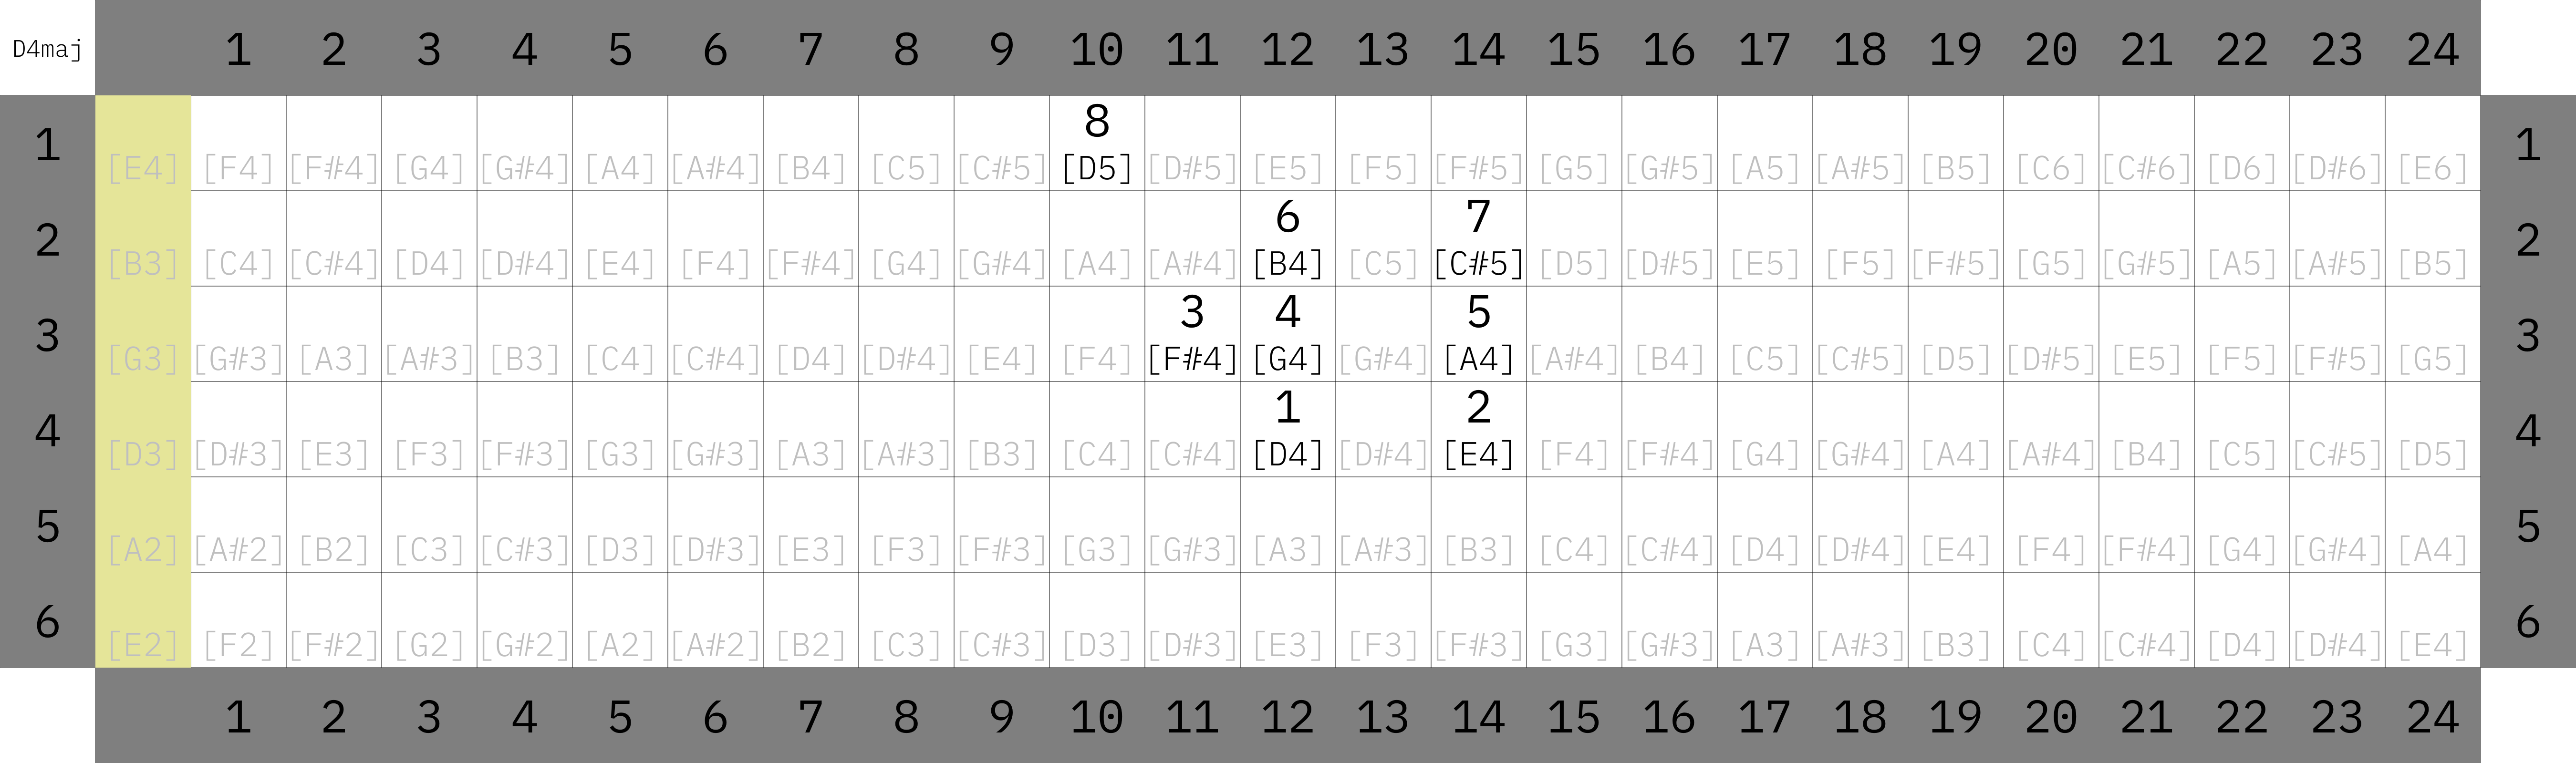 D4maj 1 2 3 4 5 6 7 8 9 10 11 12 13 14 15 16 17 18 19 20 21 22 23 24
8
1 [E4] [F4] [F#4] [G4] [G#4] [A4] [A#4] [B4] [C5] [C#5] [D5] [D#5] [E5] [F5] [F#5] [G5] [G#5] [A5] [A#5] [B5] [C6] [C#6] [D6] [D#6] [E6] 1
6 7
2 [B3] [C4] [C#4] [D4] [D#4] [E4] [F4] [F#4] [G4] [G#4] [A4] [A#4] [B4] [C5] [C#5] [D5] [D#5] [E5] [F5] [F#5] [G5] [G#5] [A5] [A#5] [B5] 2
3 4 5
3 [G3] [G#3] [A3] [A#3] [B3] [C4] [C#4] [D4] [D#4] [E4] [F4] [F#4] [G4] [G#4] [A4] [A#4] [B4] [C5] [C#5] [D5] [D#5] [E5] [F5] [F#5] [G5] 3
1 2
4 [D3] [D#3] [E3] [F3] [F#3] [G3] [G#3] [A3] [A#3] [B3] [C4] [C#4] [D4] [D#4] [E4] [F4] [F#4] [G4] [G#4] [A4] [A#4] [B4] [C5] [C#5] [D5] 4
5 [A2] [A#2] [B2] [C3] [C#3] [D3] [D#3] [E3] [F3] [F#3] [G3] [G#3] [A3] [A#3] [B3] [C4] [C#4] [D4] [D#4] [E4] [F4] [F#4] [G4] [G#4] [A4] 5
6 [E2] [F2] [F#2] [G2] [G#2] [A2] [A#2] [B2] [C3] [C#3] [D3] [D#3] [E3] [F3] [F#3] [G3] [G#3] [A3] [A#3] [B3] [C4] [C#4] [D4] [D#4] [E4] 6
1 2 3 4 5 6 7 8 9 10 11 12 13 14 15 16 17 18 19 20 21 22 23 24